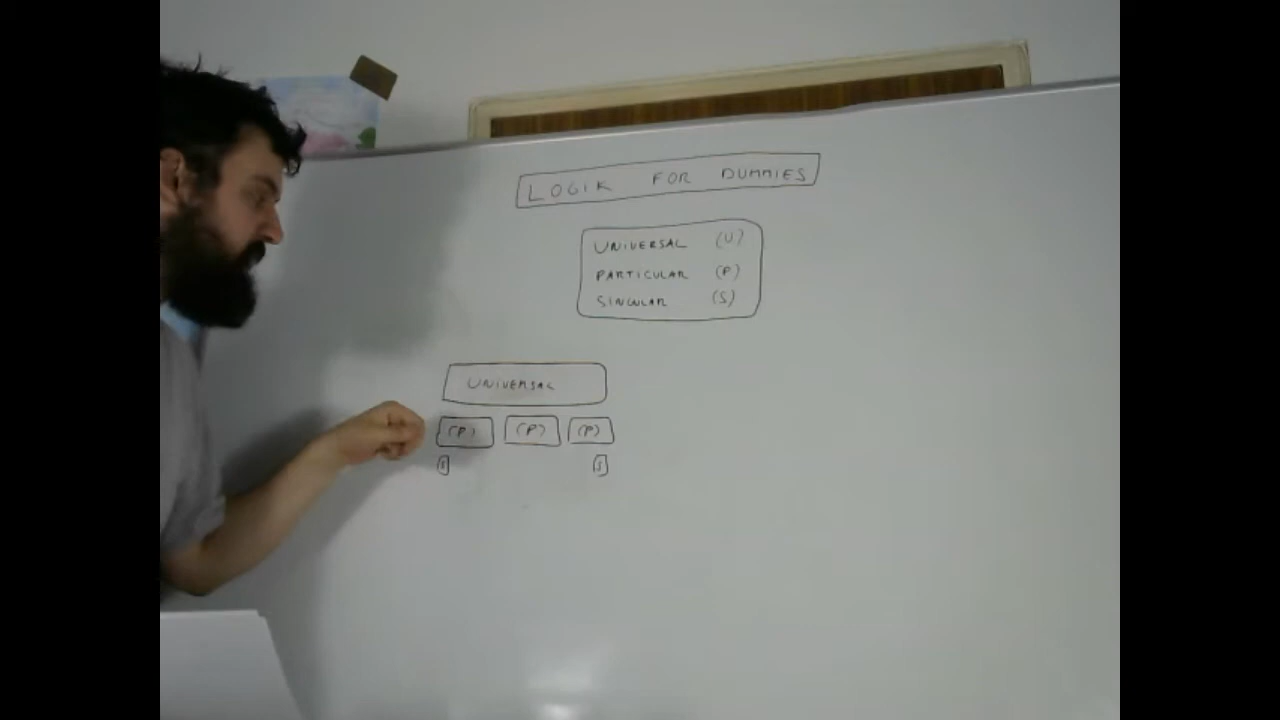 LOGIK FOR DUMMIES
UNIVERSAL (U)
PARTICULAR (P)
SINGULAR (S)
UNIVERSAL
(P) (P) (P)
S S